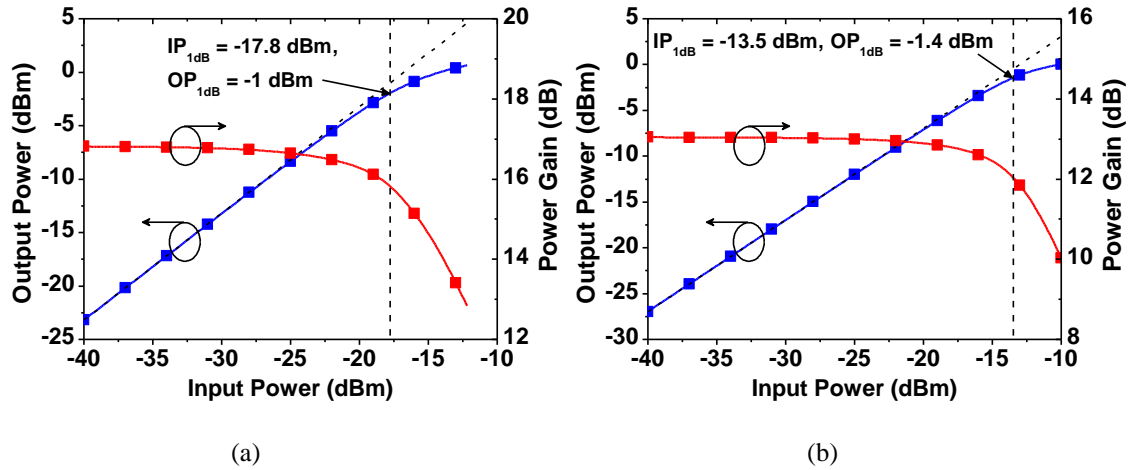 IP1dB = -17.8 dBm,
OP1dB = -1 dBm
Output Power (dBm)
5
0
-5
-10
-15
-20
-25
Power Gain (dB)
20
18
16
14
12
-40 -35 -30 -25 -20 -15 -10
Input Power (dBm)
(a)
IP1dB = -13.5 dBm, OP1dB = -1.4 dBm
Output Power (dBm)
5
0
-5
-10
-15
-20
-25
-30
Power Gain (dB)
16
14
12
10
8
-40 -35 -30 -25 -20 -15 -10
Input Power (dBm)
(b)